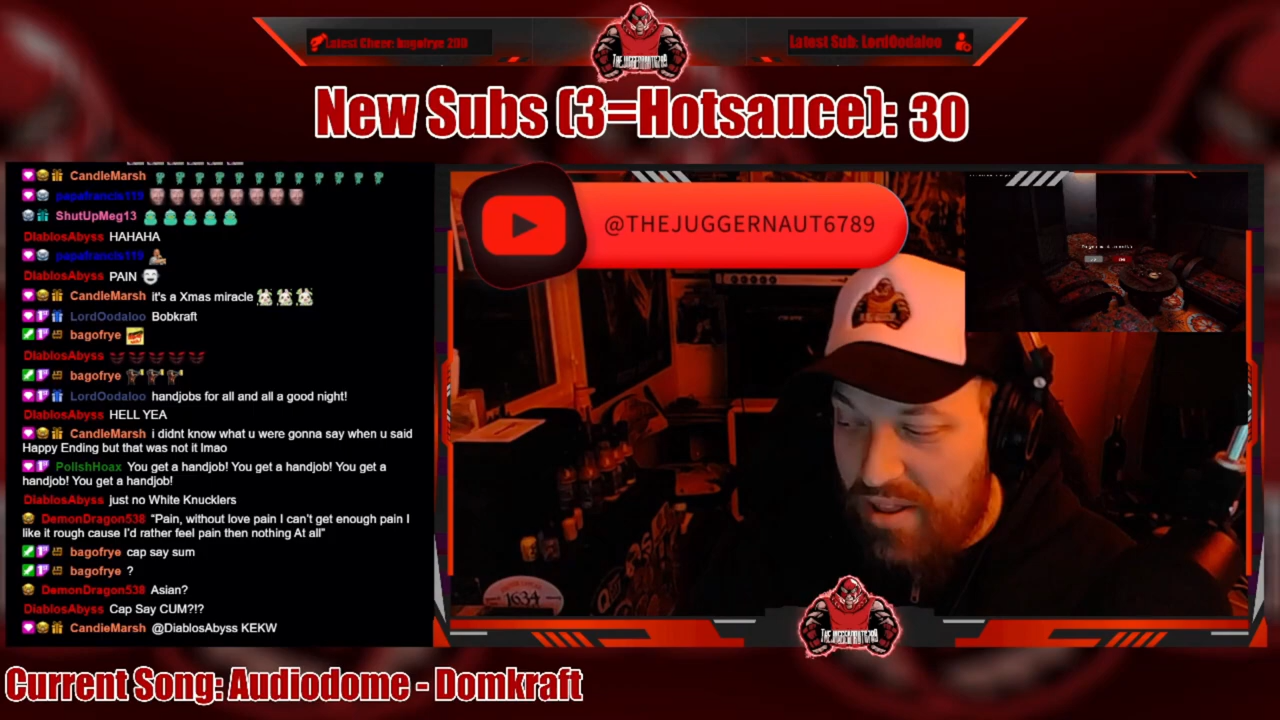 Latest Cheer: bagofrye 200
Latest Sub: LordOodaloo
New Subs (3=Hotsauce): 30
CandleMarsh
papafrancis119
ShutUpMeg13
DiablosAbyss HAHAHA
papafrancis119
DiablosAbyss PAIN
CandleMarsh it's a Xmas miracle
LordOodaloo Bobkraft
bagofrye
DiablosAbyss
bagofrye
LordOodaloo handjobs for all and all a good night!
DiablosAbyss HELL YEA
CandleMarsh i didnt know what u were gonna say when u said
Happy Ending but that was not it lmao
PolishHoax You get a handjob! You get a handjob! You get a
handjob! You get a handjob!
DiablosAbyss just no White Knucklers
DemonDragon538 “Pain, without love pain I can’t get enough pain I
like it rough cause I’d rather feel pain then nothing At all”
bagofrye cap say sum
bagofrye ?
DemonDragon538 Asian?
DiablosAbyss Cap Say CUM?!?
CandleMarsh @DiablosAbyss KEKW
@THEJUGGERNAUT6789
1634
Current Song: Audiodome - Domkraft